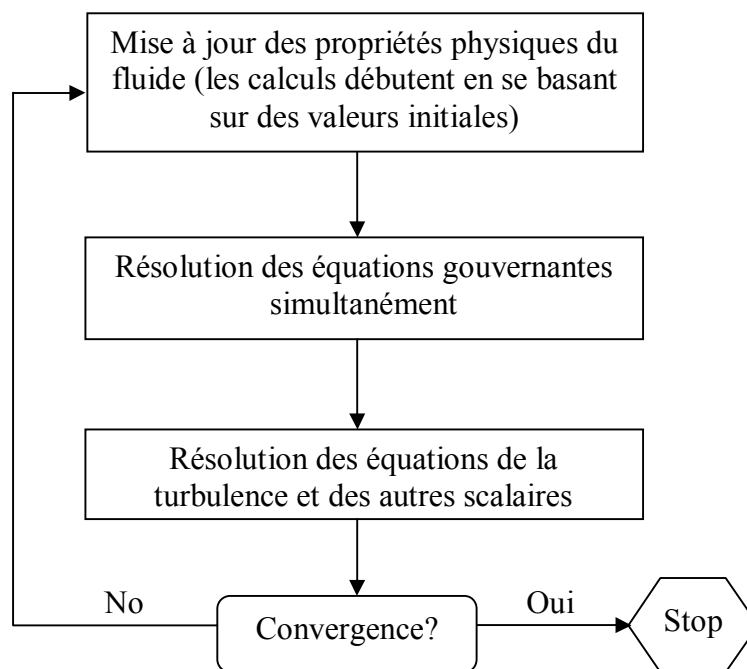 Mise à jour des propriétés physiques du
fluide (les calculs débutent en se basant
sur des valeurs initiales)
Résolution des équations gouvernantes
simultanément
Résolution des équations de la
turbulence et des autres scalaires
No
Convergence?
Oui
Stop